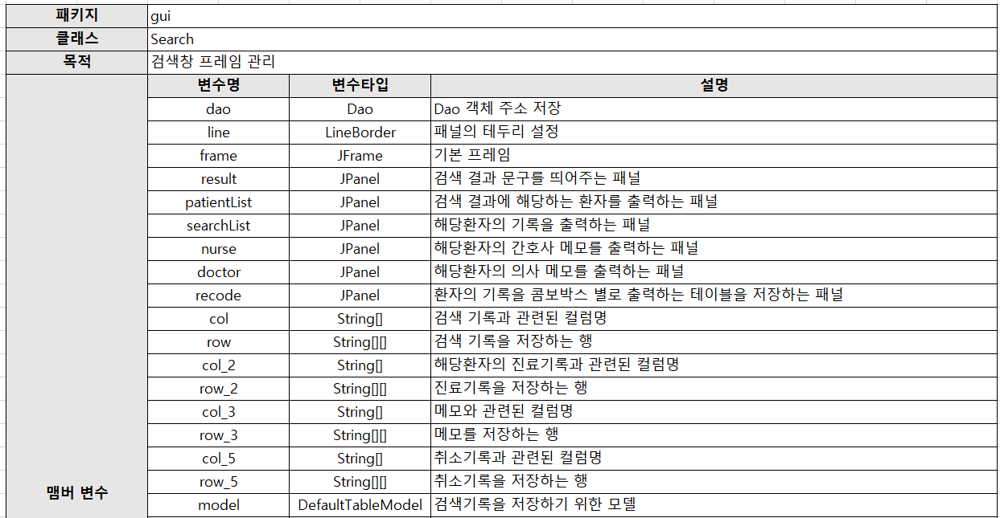 패키지 gui
클래스 Search
목적 검색창 프레임 관리
변수명 변수타입 설명
dao Dao Dao 객체 주소 저장
line LineBorder 패널의 테두리 설정
frame JFrame 기본 프레임
result JPanel 검색 결과 문구를 띄어주는 패널
patientList JPanel 검색 결과에 해당하는 환자를 출력하는 패널
searchList JPanel 해당환자의 기록을 출력하는 패널
nurse JPanel 해당환자의 간호사 메모를 출력하는 패널
doctor JPanel 해당환자의 의사 메모를 출력하는 패널
recode JPanel 환자의 기록을 콤보박스 별로 출력하는 테이블을 저장하는 패널
col String[] 검색 기록과 관련된 컬럼명
row String[][] 검색 기록을 저장하는 행
col_2 String[] 해당환자의 진료기록과 관련된 컬럼명
row_2 String[][] 진료기록을 저장하는 행
col_3 String[] 메모와 관련된 컬럼명
row_3 String[][] 메모를 저장하는 행
col_5 String[] 취소기록과 관련된 컬럼명
row_5 String[][] 취소기록을 저장하는 행
맴버 변수
model DefaultTableModel 검색기록을 저장하기 위한 모델